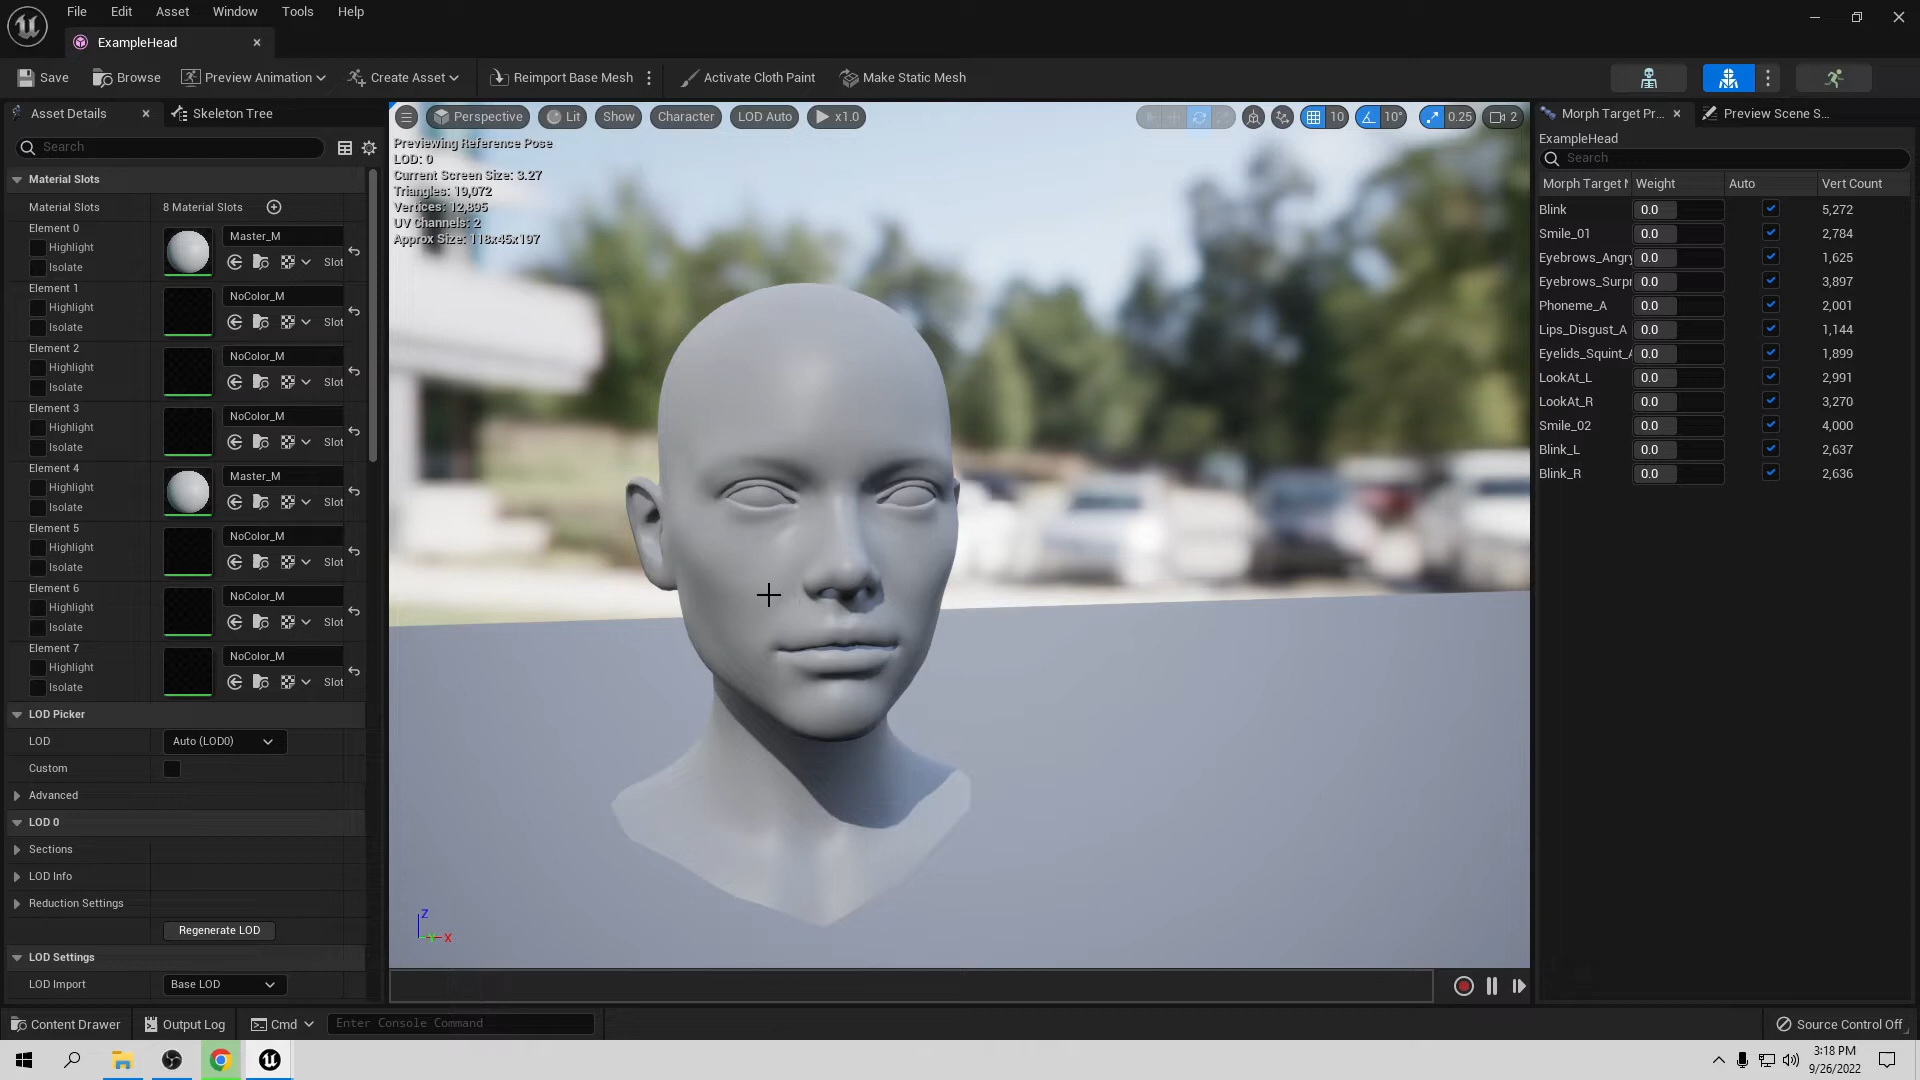 File Edit Asset Window Tools Help
ExampleHead
Save Browse Preview Animation Create Asset Reimport Base Mesh Activate Cloth Paint Make Static Mesh
Asset Details Skeleton Tree
Search
Material Slots
Material Slots 8 Material Slots
Element 0
Highlight
Isolate
Master_M
Slot
Element 1
Highlight
Isolate
NoColor_M
Slot
Element 2
Highlight
Isolate
NoColor_M
Slot
Element 3
Highlight
Isolate
NoColor_M
Slot
Element 4
Highlight
Isolate
Master_M
Slot
Element 5
Highlight
Isolate
NoColor_M
Slot
Element 6
Highlight
Isolate
NoColor_M
Slot
Element 7
Highlight
Isolate
NoColor_M
Slot
LOD Picker
LOD Auto (LOD0)
Custom
Advanced
LOD 0
Sections
LOD Info
Reduction Settings
Regenerate LOD
LOD Settings
LOD Import Base LOD
Perspective Lit Show Character LOD Auto x1.0 10 10° 0.25 2
Previewing Reference Pose
LOD: 0
Current Screen Size: 3.27
Triangles: 19,072
Vertices: 12,895
UV Channels: 2
Approx Size: 118x45x197
Z
Y X
Morph Target Pr... Preview Scene S...
ExampleHead
Search
Morph Target N Weight Auto Vert Count
Blink 0.0 5,272
Smile_01 0.0 2,784
Eyebrows_Angry 0.0 1,625
Eyebrows_Surpr 0.0 3,897
Phoneme_A 0.0 2,001
Lips_Disgust_A 0.0 1,144
Eyelids_Squint_A 0.0 1,899
LookAt_L 0.0 2,991
LookAt_R 0.0 3,270
Smile_02 0.0 4,000
Blink_L 0.0 2,637
Blink_R 0.0 2,636
Content Drawer Output Log Cmd Enter Console Command Source Control Off
3:18 PM
9/26/2022